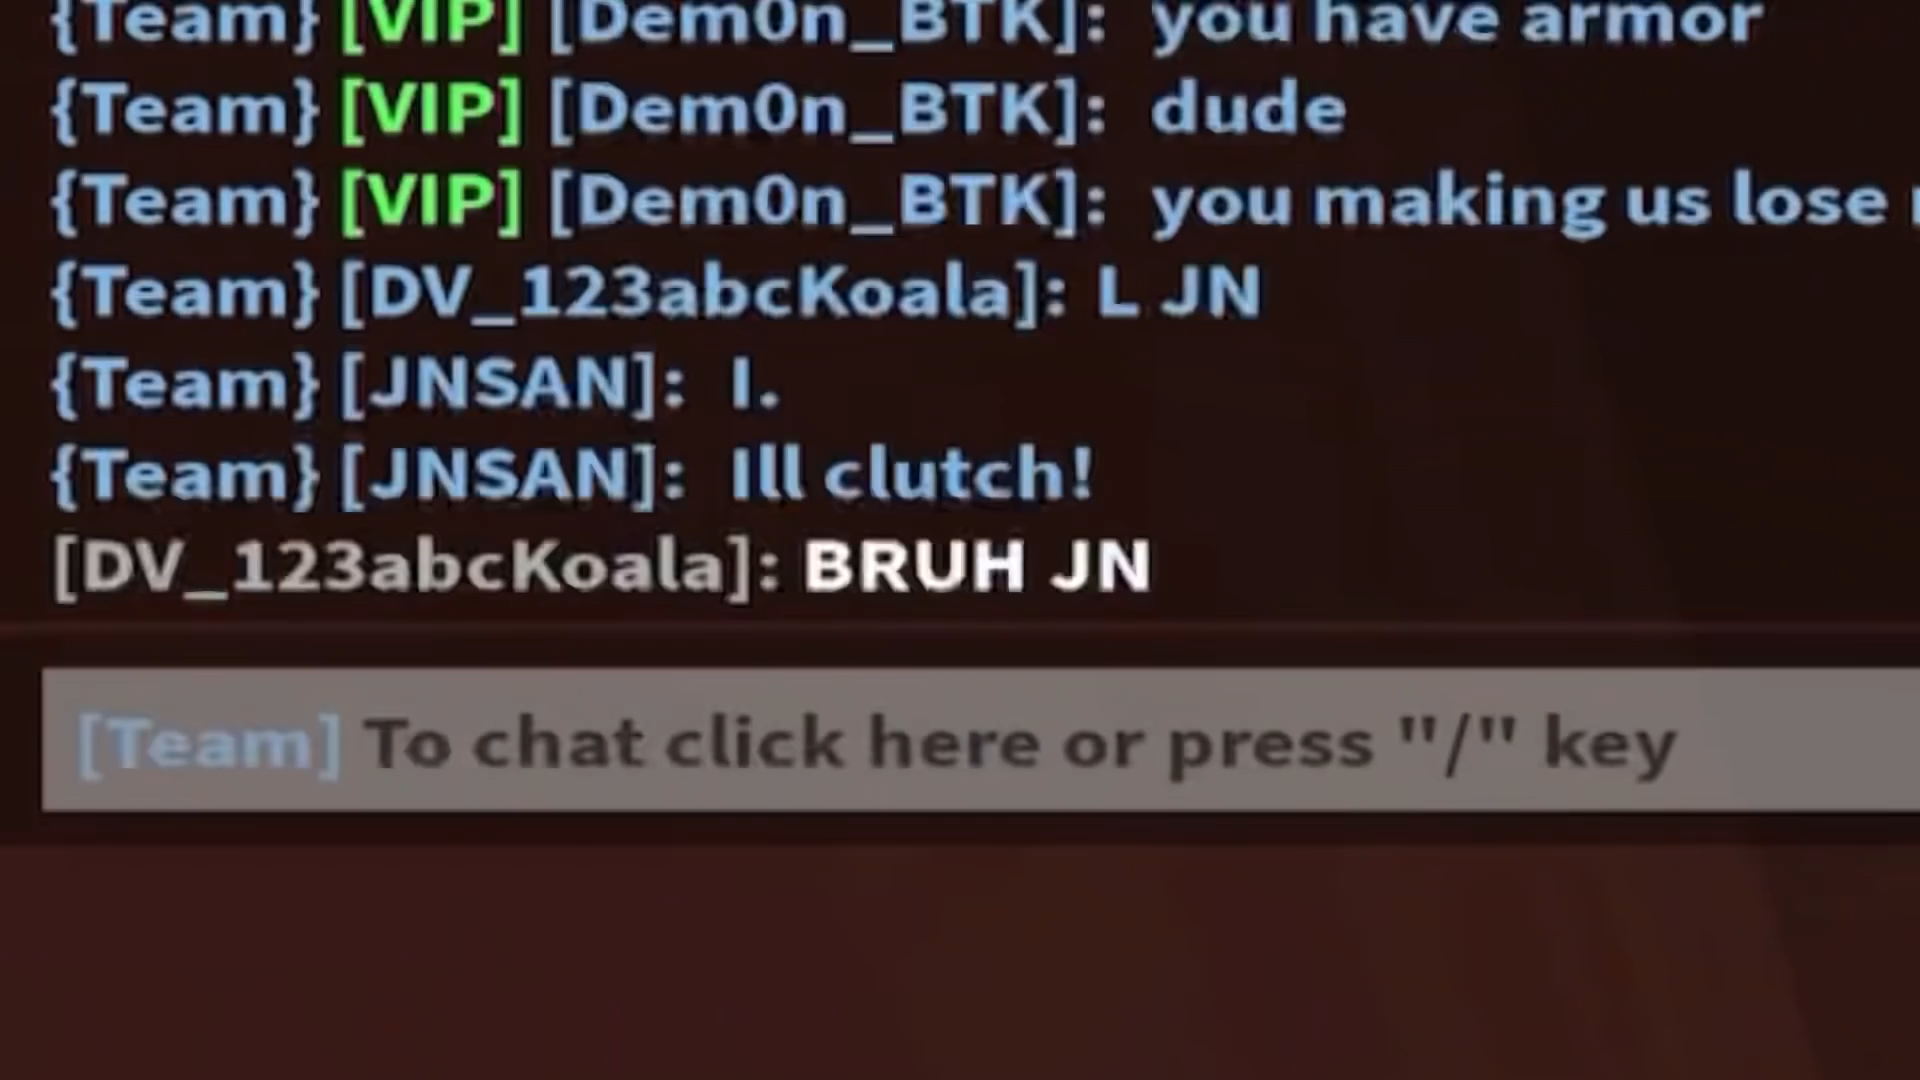 {Team} [VIP] [Dem0n_BTK]: you have armor
{Team} [VIP] [Dem0n_BTK]: dude
{Team} [VIP] [Dem0n_BTK]: you making us lose
{Team} [DV_123abcKoala]: L JN
{Team} [JNSAN]: I.
{Team} [JNSAN]: Ill clutch!
[DV_123abcKoala]: BRUH JN
[Team] To chat click here or press "/" key